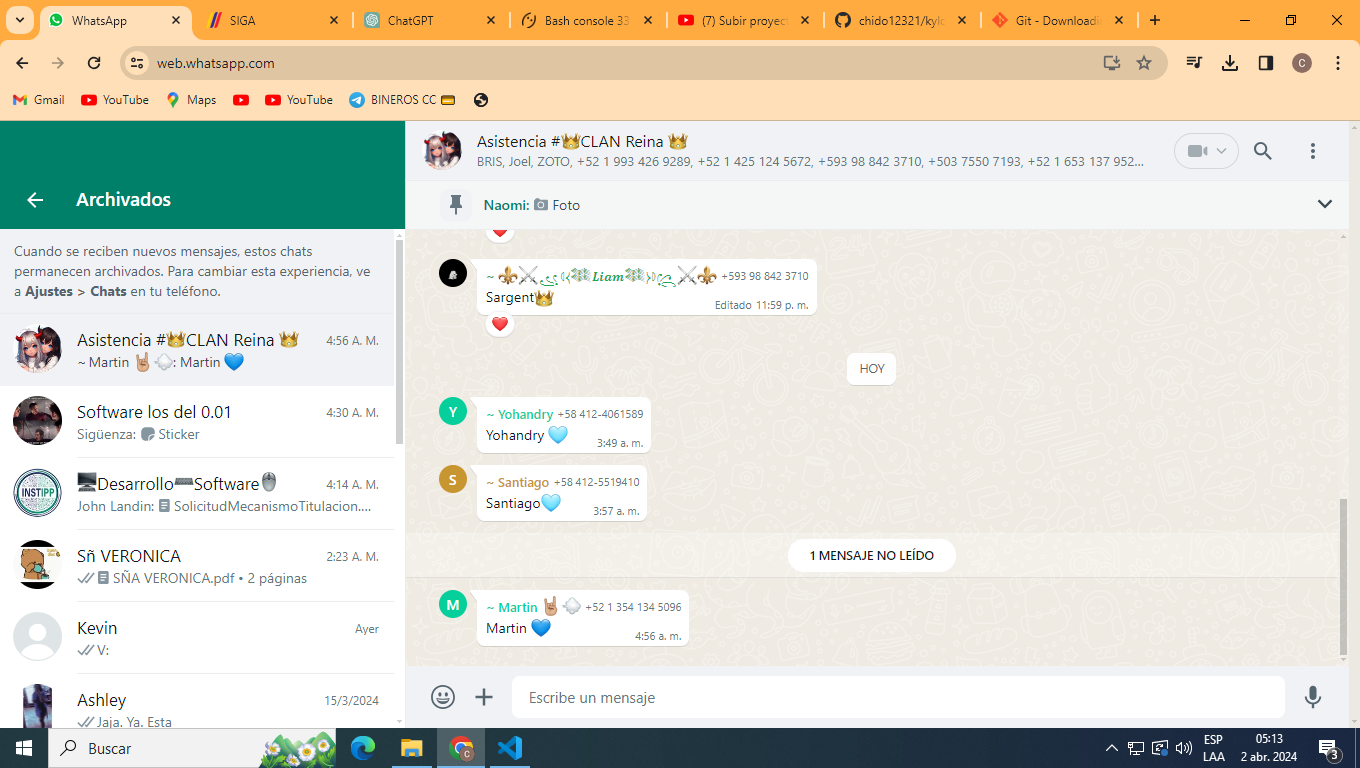 WhatsApp
SIGA
ChatGPT
Bash console 33
(7) Subir proyect
chido12321/kylo
Git - Downloadin
web.whatsapp.com
C
Gmail
YouTube
Maps
YouTube
BINEROS CC 💳
Archivados
Cuando se reciben nuevos mensajes, estos chats
permanecen archivados. Para cambiar esta experiencia, ve
a Ajustes > Chats en tu teléfono.
Asistencia #👑CLAN Reina 👑 4:56 A. M.
~ Martin 🤘🏼💨: Martin 💙
Software los del 0.01 4:30 A. M.
Sigüenza: Sticker
🖥️Desarrollo⌨️Software🖱️ 4:14 A. M.
John Landin: SolicitudMecanismoTitulacion....
INSTIPP
Sñ VERONICA 2:23 A. M.
SÑA VERONICA.pdf • 2 páginas
Kevin Ayer
V:
Ashley 15/3/2024
Jaja. Ya. Esta
Asistencia #👑CLAN Reina 👑
BRIS, Joel, ZOTO, +52 1 993 426 9289, +52 1 425 124 5672, +593 98 842 3710, +503 7550 7193, +52 1 653 137 952...
Naomi: Foto
Liam +593 98 842 3710
Sargent👑
Editado 11:59 p. m.
HOY
Y
~ Yohandry +58 412-4061589
Yohandry 🩵
3:49 a. m.
S
~ Santiago +58 412-5519410
Santiago🩵
3:57 a. m.
1 MENSAJE NO LEÍDO
M
~ Martin 🤘🏼💨 +52 1 354 134 5096
Martin 💙
4:56 a. m.
Escribe un mensaje
Buscar
C
ESP
LAA
05:13
2 abr. 2024
3